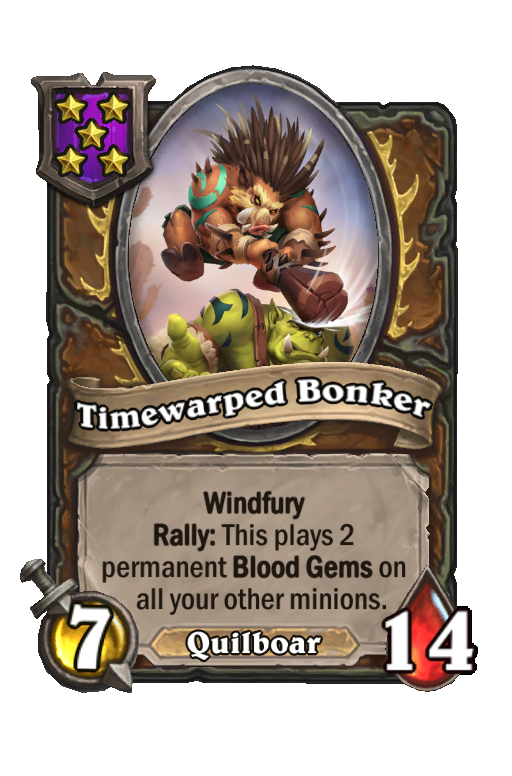 Timewarped Bonker
Windfury
Rally: This plays 2
permanent Blood Gems on
all your other minions.
7
Quilboar
14